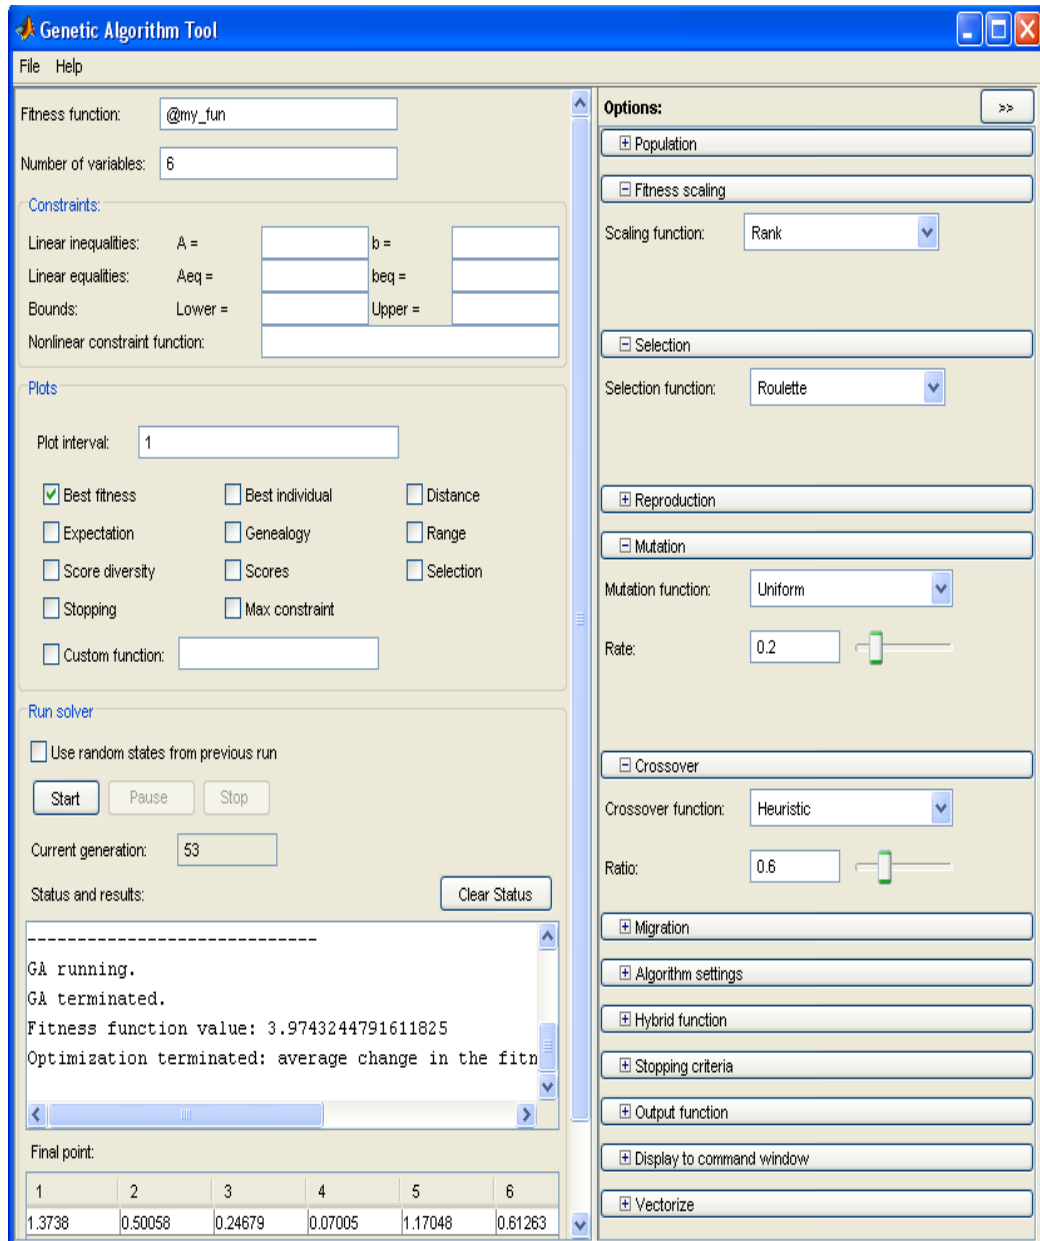 Genetic Algorithm Tool
File Help
Fitness function: @my_fun
Number of variables: 6
Constraints:
Linear inequalities: A = b =
Linear equalities: Aeq = beq =
Bounds: Lower = Upper =
Nonlinear constraint function:
Plots
Plot interval: 1
Best fitness Best individual Distance
Expectation Genealogy Range
Score diversity Scores Selection
Stopping Max constraint
Custom function:
Run solver
Use random states from previous run
Start Pause Stop
Current generation: 53
Status and results: Clear Status
-----------------------------
GA running.
GA terminated.
Fitness function value: 3.9743244791611825
Optimization terminated: average change in the fitn
Final point:
1 2 3 4 5 6
1.3738 0.50058 0.24679 0.07005 1.17048 0.61263
Options: >>
Population
Fitness scaling
Scaling function: Rank
Selection
Selection function: Roulette
Reproduction
Mutation
Mutation function: Uniform
Rate: 0.2
Crossover
Crossover function: Heuristic
Ratio: 0.6
Migration
Algorithm settings
Hybrid function
Stopping criteria
Output function
Display to command window
Vectorize